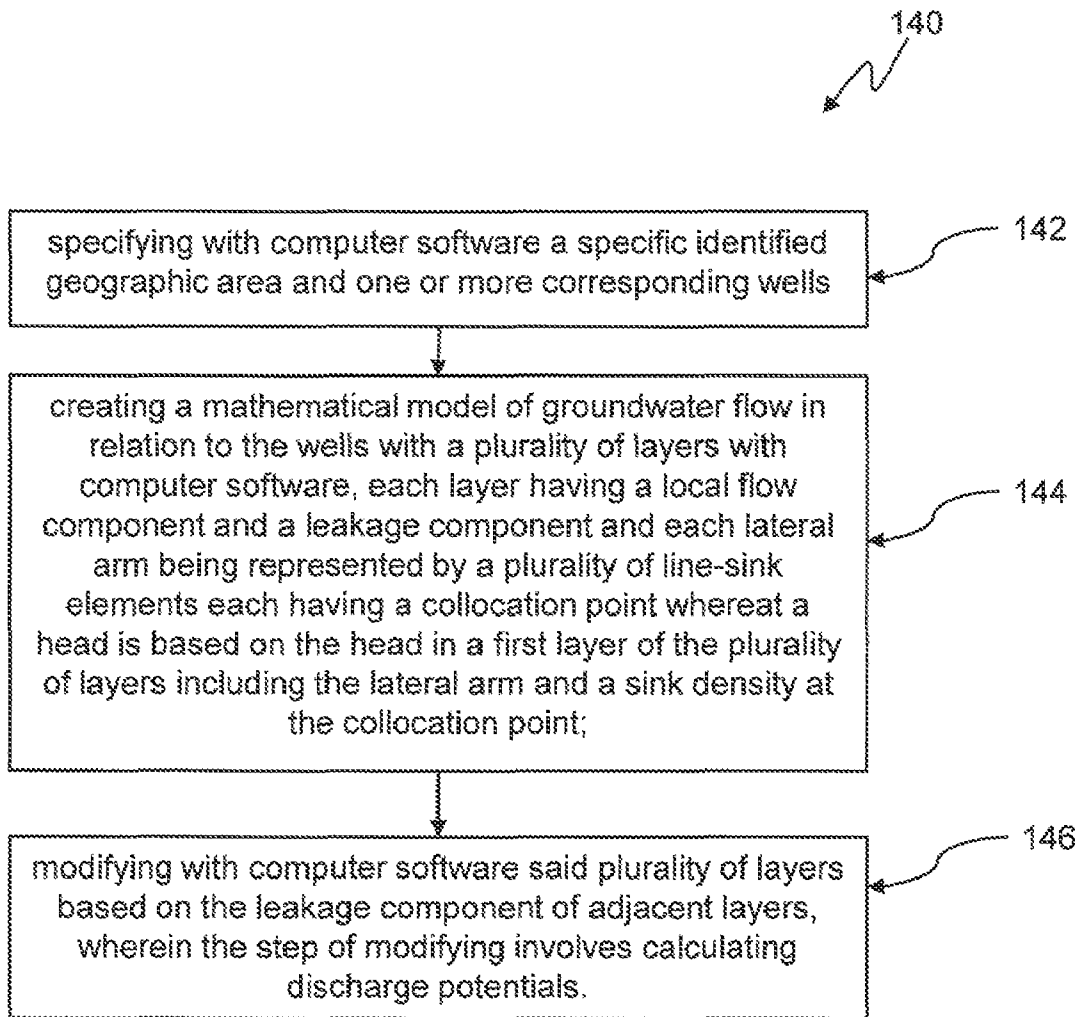 140
specifying with computer software a specific identified
geographic area and one or more corresponding wells
142
creating a mathematical model of groundwater flow in
relation to the wells with a plurality of layers with
computer software, each layer having a local flow
component and a leakage component and each lateral
arm being represented by a plurality of line-sink
elements each having a collocation point whereat a
head is based on the head in a first layer of the plurality
of layers including the lateral arm and a sink density at
the collocation point;
144
modifying with computer software said plurality of layers
based on the leakage component of adjacent layers,
wherein the step of modifying involves calculating
discharge potentials.
146